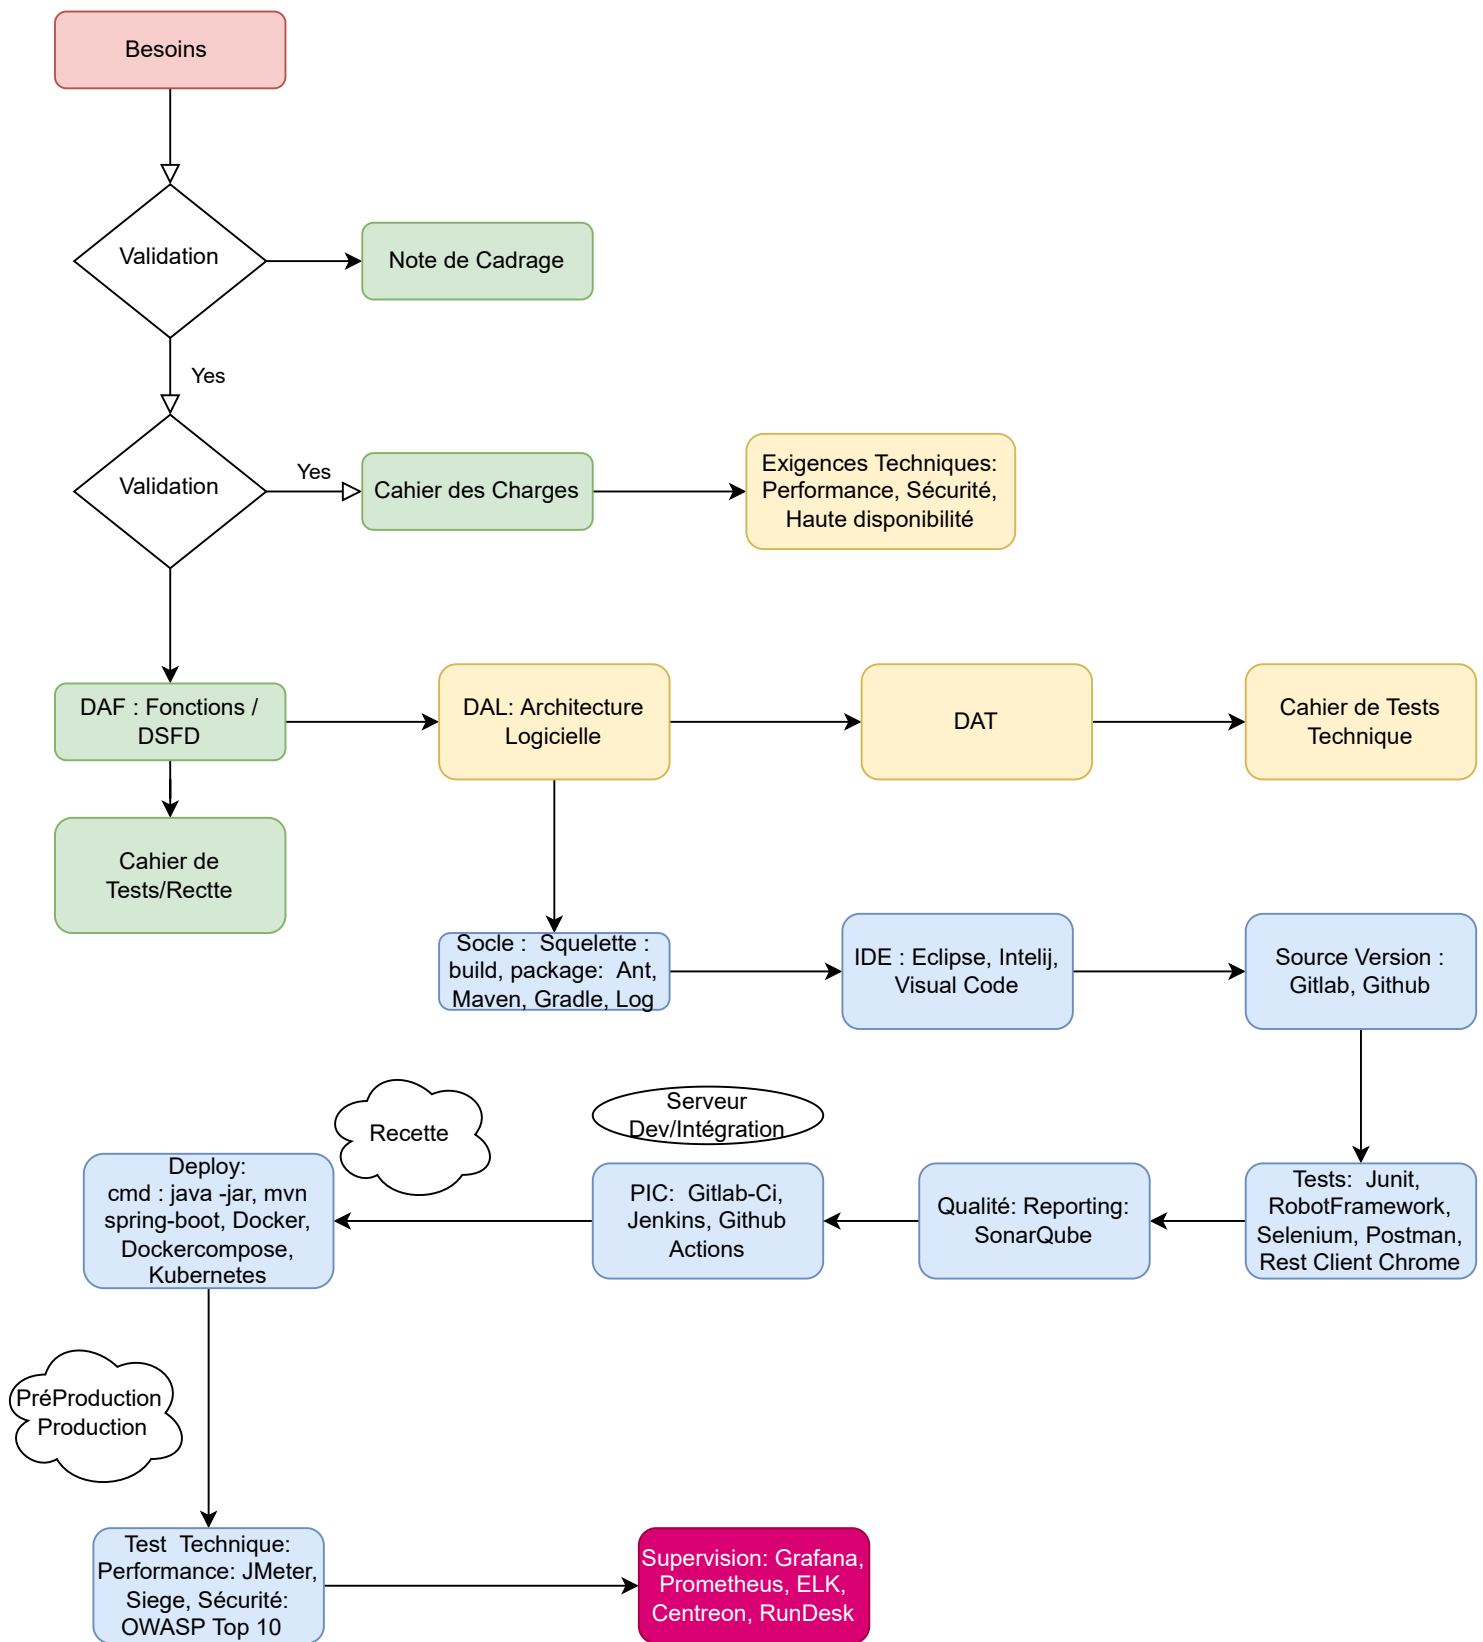 Besoins
Validation
Note de Cadrage
Yes
Validation
Yes
Cahier des Charges
Exigences Techniques:
Performance, Sécurité,
Haute disponibilité
DAF : Fonctions /
DSFD
DAL: Architecture
Logicielle
DAT
Cahier de Tests
Technique
Cahier de
Tests/Rectte
Socle :  Squelette :
build, package:  Ant,
Maven, Gradle, Log
IDE : Eclipse, Intelij,
Visual Code
Source Version :
Gitlab, Github
Recette
Serveur
Dev/Intégration
Deploy:
cmd : java -jar, mvn
spring-boot, Docker,
Dockercompose,
Kubernetes
PIC:  Gitlab-Ci,
Jenkins, Github
Actions
Qualité: Reporting:
SonarQube
Tests:  Junit,
RobotFramework,
Selenium, Postman,
Rest Client Chrome
PréProduction
Production
Test  Technique:
Performance: JMeter,
Siege, Sécurité:
OWASP Top 10
Supervision: Grafana,
Prometheus, ELK,
Centreon, RunDesk